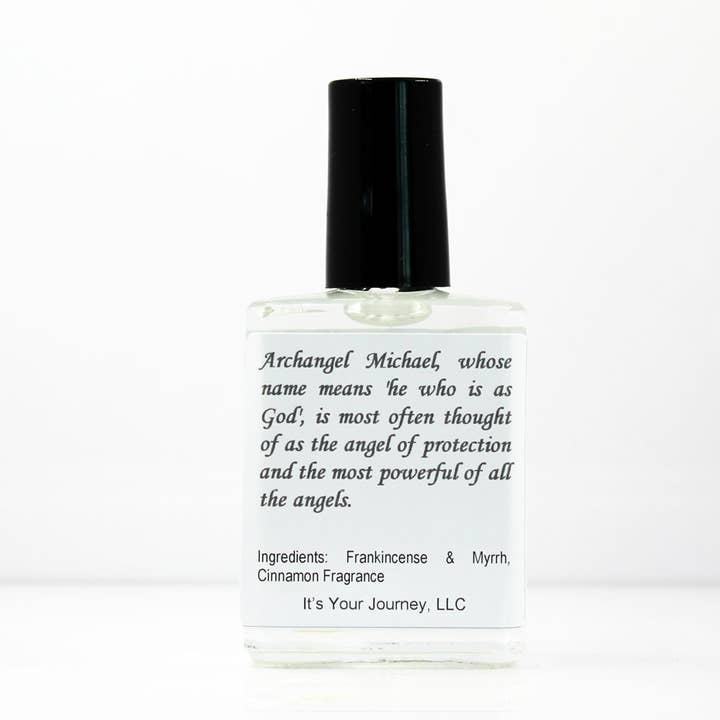 Archangel Michael, whose
name means 'he who is as
God', is most often thought
of as the angel of protection
and the most powerful of all
the angels.
Ingredients: Frankincense & Myrrh,
Cinnamon Fragrance
It's Your Journey, LLC